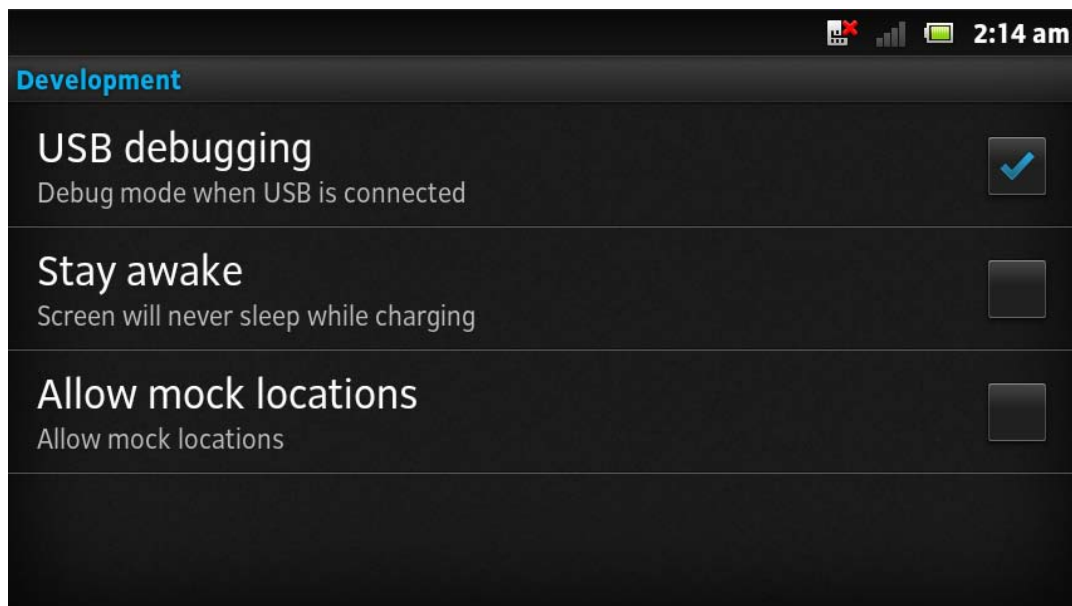 2:14 am
Development
USB debugging
Debug mode when USB is connected
Stay awake
Screen will never sleep while charging
Allow mock locations
Allow mock locations